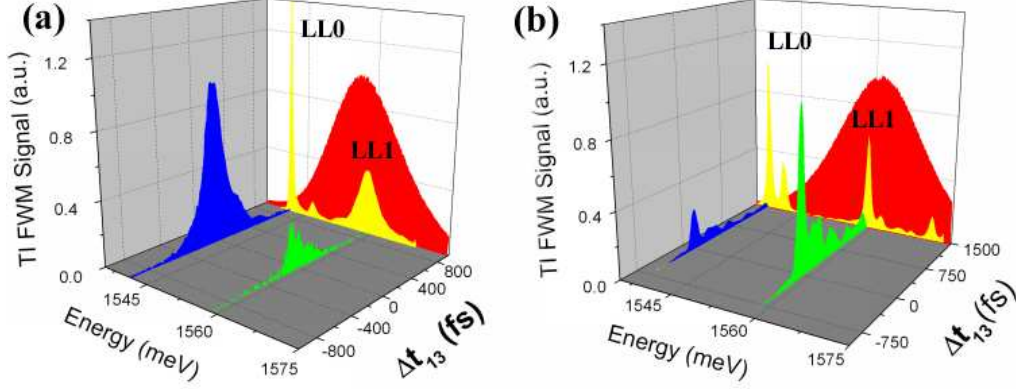 (a)
LL0
LL1
TI FWM Signal (a.u.)
1.2
0.8
0.4
0.0
1545
1560
1575
Energy (meV)
-800
-400
0
400
800
Δt13 (fs)
(b)
LL0
LL1
TI FWM Signal (a.u.)
1.2
0.8
0.4
0.0
1545
1560
1575
Energy (meV)
-750
0
750
1500
Δt13 (fs)